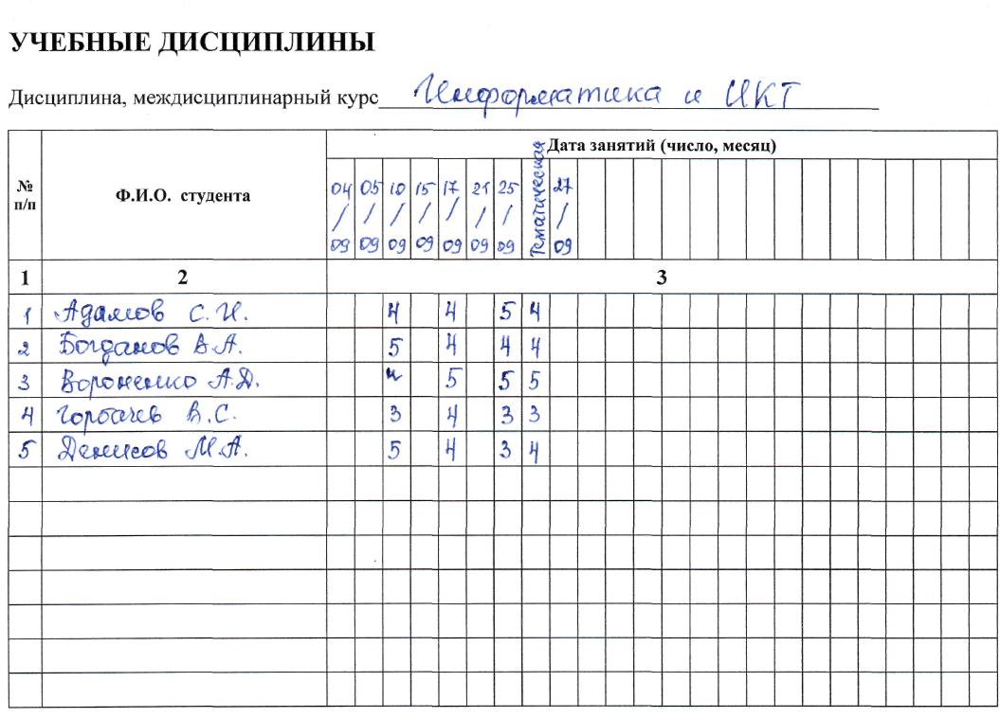 УЧЕБНЫЕ ДИСЦИПЛИНЫ
Дисциплина, междисциплинарный курс Информатика и ИКТ
№ п/п Ф.И.О. студента Дата занятий (число, месяц)
04/09 05/09 10/09 15/09 17/09 21/09 25/09 Тематическая 27/09
1 2 3
1 Адамов С.И. 4 4 5 4
2 Богданов В.А. 5 4 4 4
3 Вороненко А.Д. н 5 5 5
4 Горбачев В.С. 3 4 3 3
5 Денисов М.А. 5 4 3 4